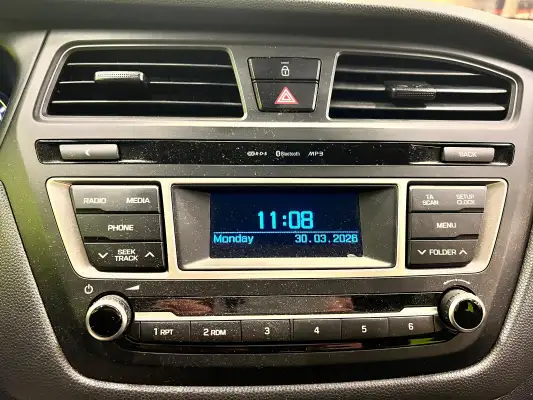 R·D·S Bluetooth MP3
BACK
RADIO MEDIA
TA
SCAN
SETUP
CLOCK
PHONE
11:08
MENU
Monday 30.03.2026
SEEK
TRACK
FOLDER
1 RPT 2 RDM 3 4 5 6